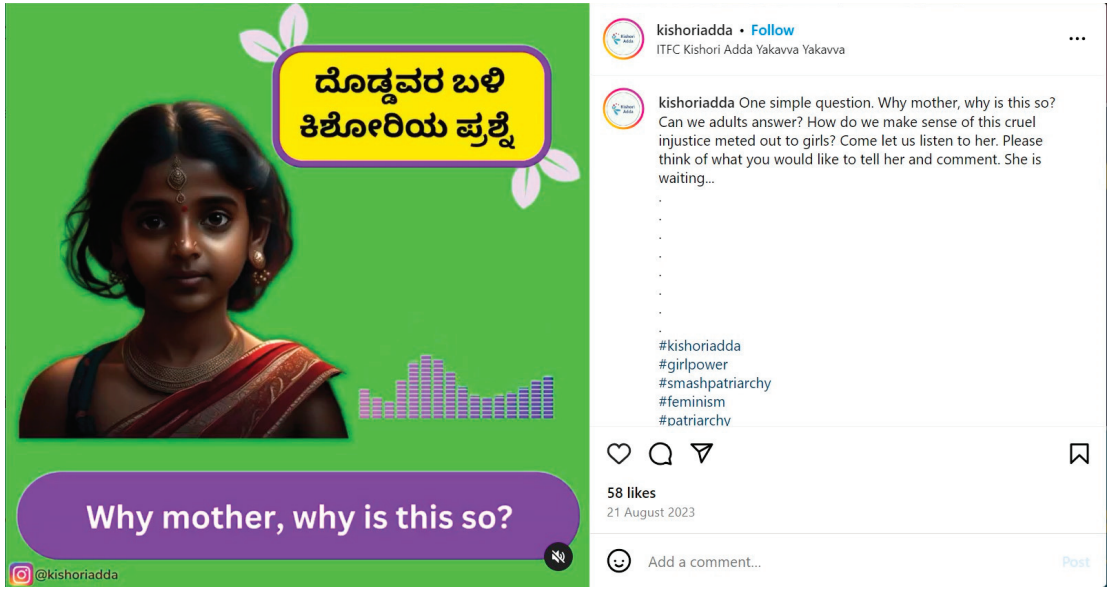 ದೊಡ್ಡವರ ಬಳಿ
ಕಿಶೋರಿಯ ಪ್ರಶ್ನೆ
Why mother, why is this so?
@kishoriadda
kishoriadda • Follow
ITFC Kishori Adda Yakavva Yakavva
Kishori
Adda
kishoriadda One simple question. Why mother, why is this so?
Can we adults answer? How do we make sense of this cruel
injustice meted out to girls? Come let us listen to her. Please
think of what you would like to tell her and comment. She is
waiting...
.
.
.
.
.
.
.
.
#kishoriadda
#girlpower
#smashpatriarchy
#feminism
#patriarchy
58 likes
21 August 2023
Add a comment...
Post